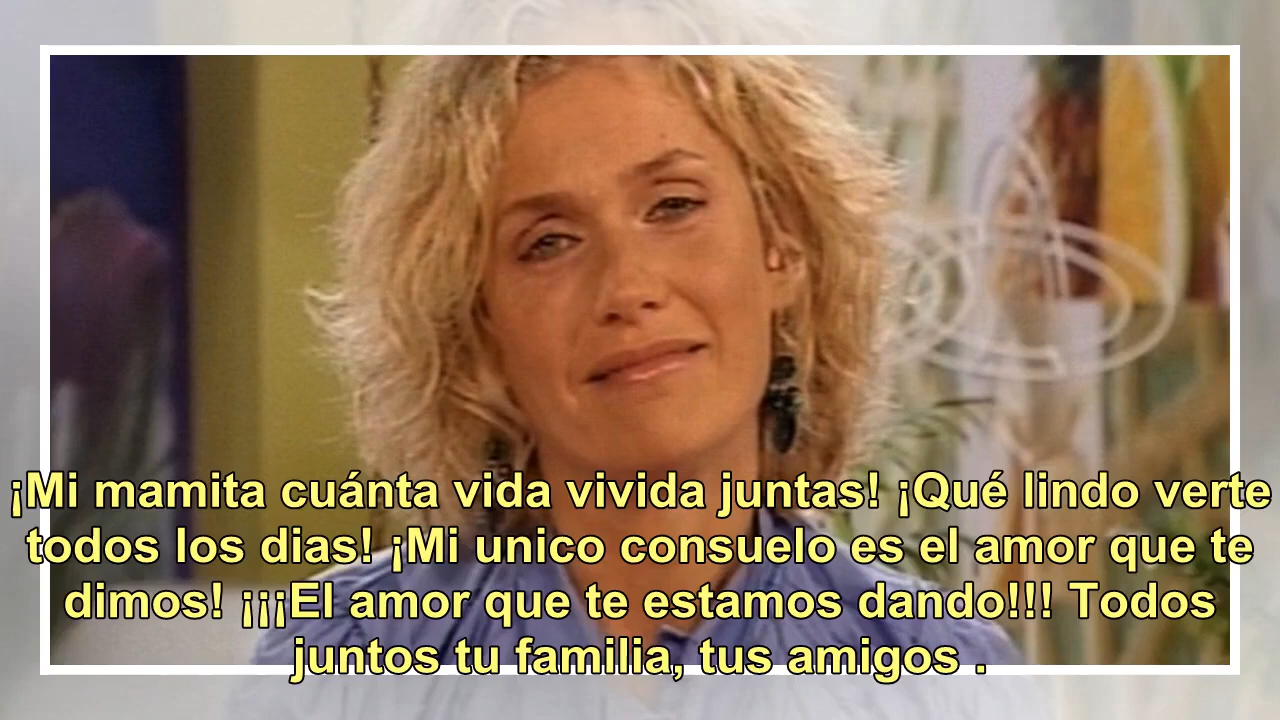 ¡Mi mamita cuánta vida vivida juntas! ¡Qué lindo verte
todos los dias! ¡Mi unico consuelo es el amor que te
dimos! ¡¡¡El amor que te estamos dando!!! Todos
juntos tu familia, tus amigos .